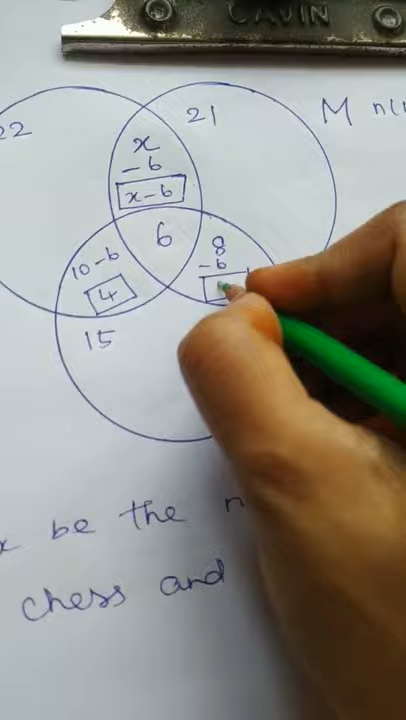 CAVIN
22
21
M n(
x
-6
x-6
6
8
-6
10-6
4
15
x be the n
chess and